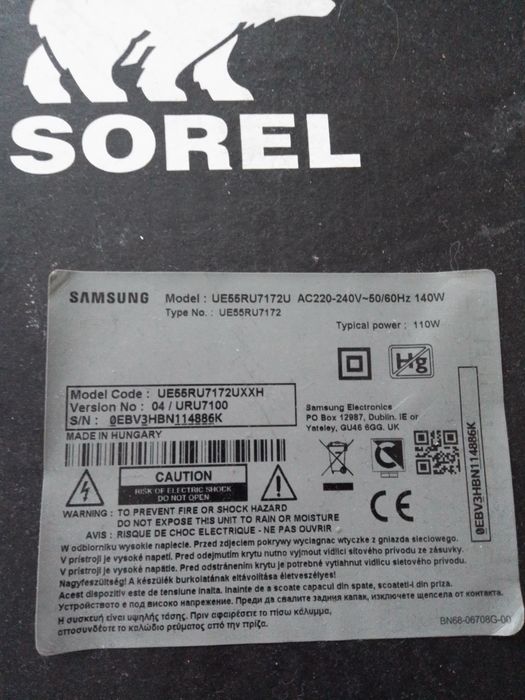 SOREL
SAMSUNG Model : UE55RU7172U AC220-240V~50/60Hz 140W
Type No. : UE55RU7172
Typical power : 110W
Hg
Model Code : UE55RU7172UXXH
Version No : 04 / URU7100
S/N : 0EBV3HBN114886K
MADE IN HUNGARY
Samsung Electronics
PO Box 12987, Dublin. IE or
Yateley, GU46 6GG. UK
0EBV3HBN114886K
CAUTION
RISK OF ELECTRIC SHOCK
DO NOT OPEN
CE
WARNING : TO PREVENT FIRE OR SHOCK HAZARD
DO NOT EXPOSE THIS UNIT TO RAIN OR MOISTURE
AVIS : RISQUE DE CHOC ELECTRIQUE - NE PAS OUVRIR
W odbiorniku wysokie napiecie. Przed zdjeciem pokrywy wyciagnac wtyczke z gniazda sieciowego.
V prístroji je vysoké napetí. Pred odejmutím krytu nutno vyjmout vidlici síťového prívodu ze zásuvky.
V prístroji je vysoké napätie. Pred odstránením krytu je potrebné vytiahnut vidlicu sietového prívodu.
Nagyfeszültség! A készülék burkolatának eltávolítása életveszélyes!
Acest dispozitiv este de tensiune inalta. Inainte de a scoate capacul din spate, scoateti-l din priza.
Устройство е под високо напрежение. Преди да свалите задния капак, изключете щепсела от контакта.
Η συσκευή είναι υψηλής τάσης. Πριν αφαιρέσετε το πίσω κάλυμμα,
αποσυνδέστε το καλώδιο ρεύματος από την πρίζα.
BN68-06708G-00